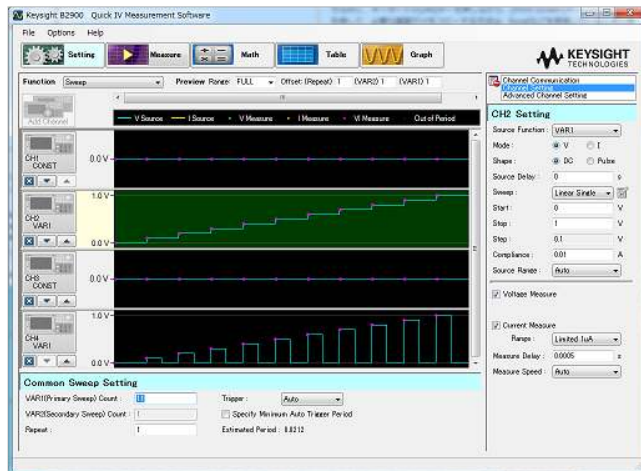 Keysight B2900 Quick IV Measurement Software
File Options Help
Setting Measure Math Table Graph
KEYSIGHT
TECHNOLOGIES
Function Sweep Preview Range: FULL Offset: (Repeat) 1 (VAR2) 1 (VAR1) 1
Add Channel
V Source I Source V Measure I Measure VI Measure Out of Period
CH1
CONST
0.0 V
1.0 V
CH2
VAR1
0.0 V
CH3
CONST
0.0 V
1.0 V
CH4
VAR1
0.0 V
Channel Communication
Channel Setting
Advanced Channel Setting
CH2 Setting
Source Function: VAR1
Mode: V I
Shape: DC Pulse
Source Delay: 0 s
Sweep: Linear Single
Start: 0 V
Stop: 1 V
Step: 0.1 V
Compliance: 0.01 A
Source Range: Auto
Voltage Measure
Current Measure
Range: Limited 1uA
Measure Delay: 0.0005 s
Measure Speed: Auto
Common Sweep Setting
VAR1(Primary Sweep) Count:
Trigger: Auto
VAR2(Secondary Sweep) Count: 1
Specify Minimum Auto Trigger Period
Repeat: 1
Estimated Period: 0.0212